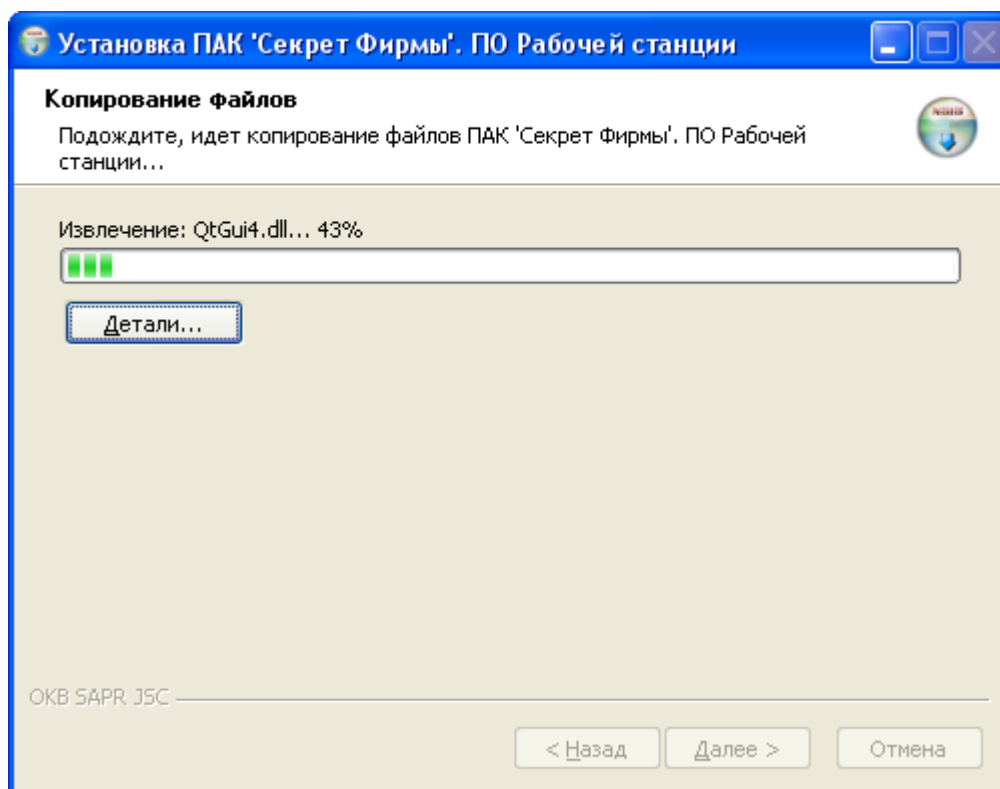 Установка ПАК 'Секрет Фирмы'. ПО Рабочей станции
Копирование файлов
Подождите, идет копирование файлов ПАК 'Секрет Фирмы'. ПО Рабочей
станции...
Извлечение: QtGui4.dll... 43%
Детали...
OKB SAPR JSC
< Назад
Далее >
Отмена